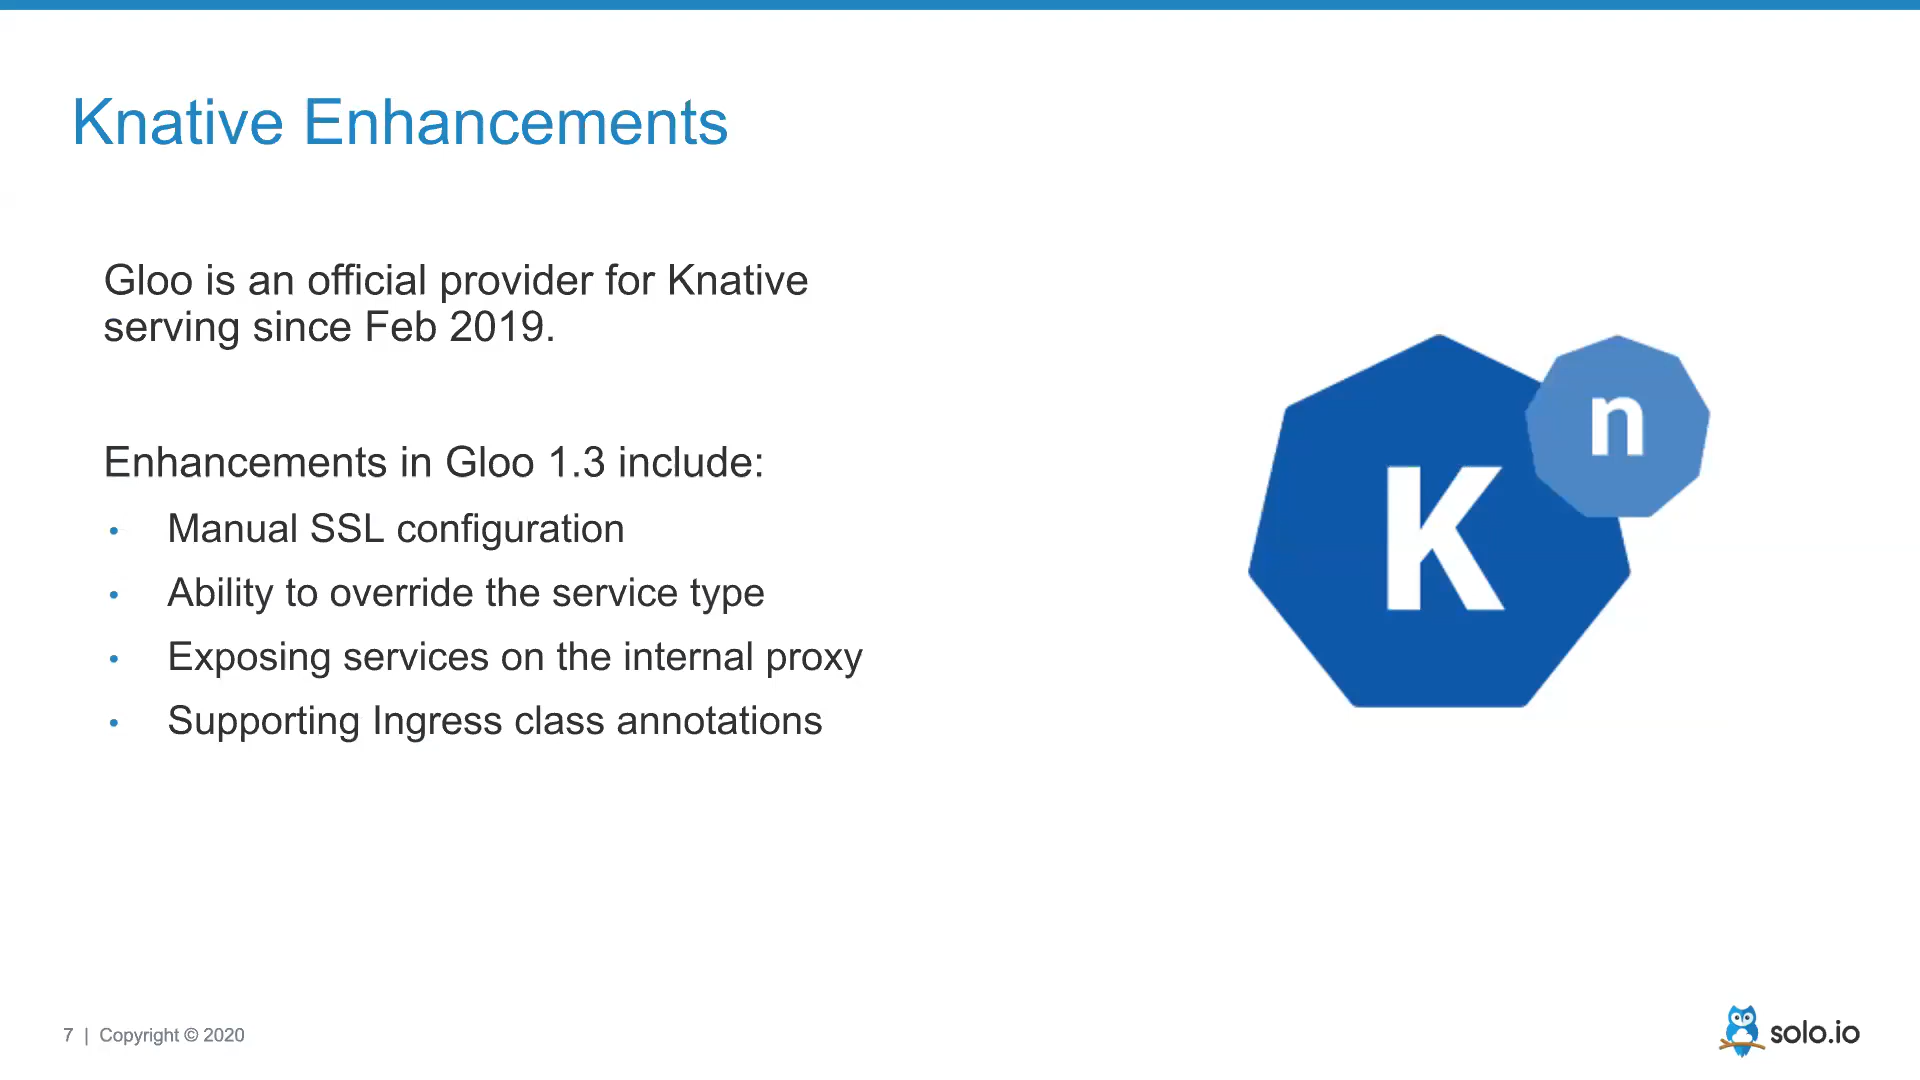 Knative Enhancements
Gloo is an official provider for Knative
serving since Feb 2019.
Enhancements in Gloo 1.3 include:
• Manual SSL configuration
• Ability to override the service type
• Exposing services on the internal proxy
• Supporting Ingress class annotations
K
n
7 | Copyright © 2020
solo.io